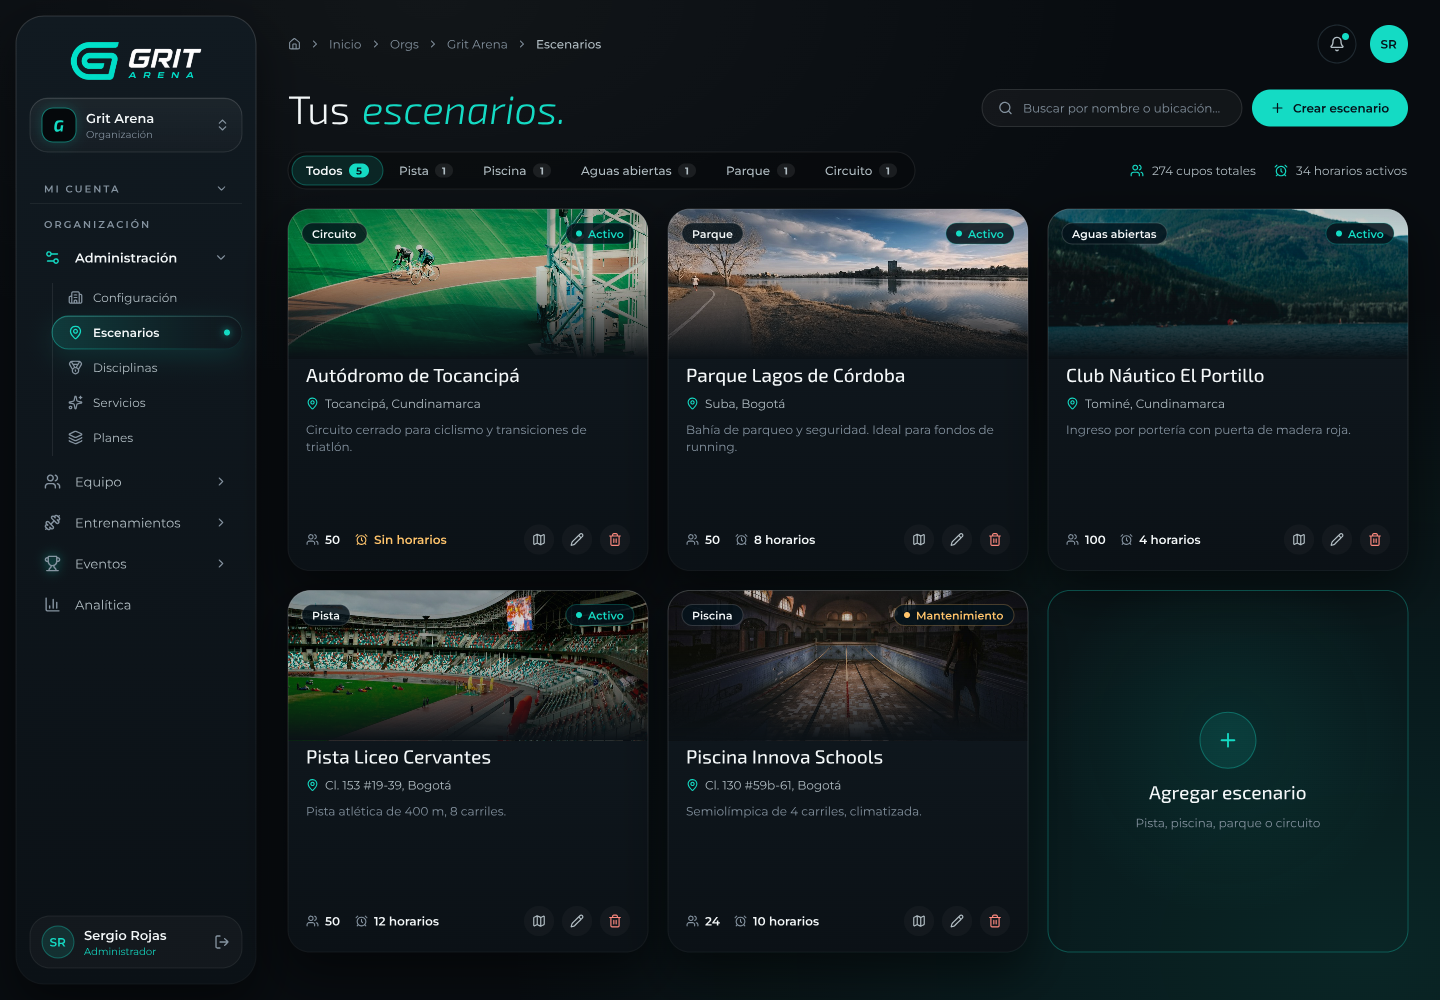 GRIT
ARENA
G
Grit Arena
Organización
MI CUENTA
ORGANIZACIÓN
Administración
Configuración
Escenarios
Disciplinas
Servicios
Planes
Equipo
Entrenamientos
Eventos
Analítica
SR
Sergio Rojas
Administrador
Inicio
Orgs
Grit Arena
Escenarios
SR
Tus escenarios.
Buscar por nombre o ubicación...
Crear escenario
Todos 5
Pista 1
Piscina 1
Aguas abiertas 1
Parque 1
Circuito 1
274 cupos totales
34 horarios activos
Circuito
Activo
Autódromo de Tocancipá
Tocancipá, Cundinamarca
Circuito cerrado para ciclismo y transiciones de
triatlón.
50
Sin horarios
Parque
Activo
Parque Lagos de Córdoba
Suba, Bogotá
Bahía de parqueo y seguridad. Ideal para fondos de
running.
50
8 horarios
Aguas abiertas
Activo
Club Náutico El Portillo
Tominé, Cundinamarca
Ingreso por portería con puerta de madera roja.
100
4 horarios
Pista
Activo
Pista Liceo Cervantes
Cl. 153 #19-39, Bogotá
Pista atlética de 400 m, 8 carriles.
50
12 horarios
Piscina
Mantenimiento
Piscina Innova Schools
Cl. 130 #59b-61, Bogotá
Semiolímpica de 4 carriles, climatizada.
24
10 horarios
Agregar escenario
Pista, piscina, parque o circuito